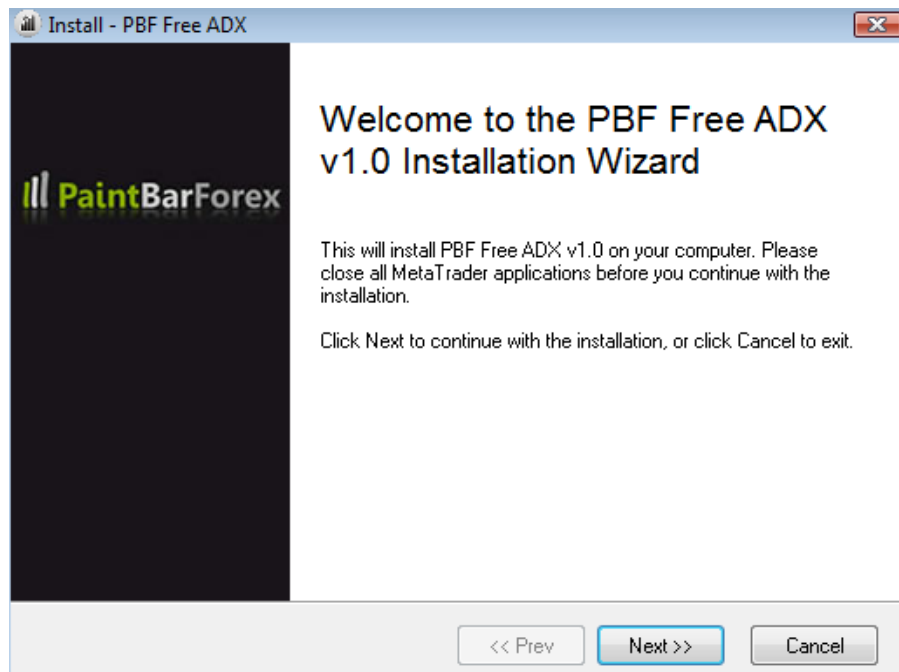 Install - PBF Free ADX
PaintBarForex
Welcome to the PBF Free ADX
v1.0 Installation Wizard
This will install PBF Free ADX v1.0 on your computer. Please
close all MetaTrader applications before you continue with the
installation.
Click Next to continue with the installation, or click Cancel to exit.
<< Prev
Next >>
Cancel